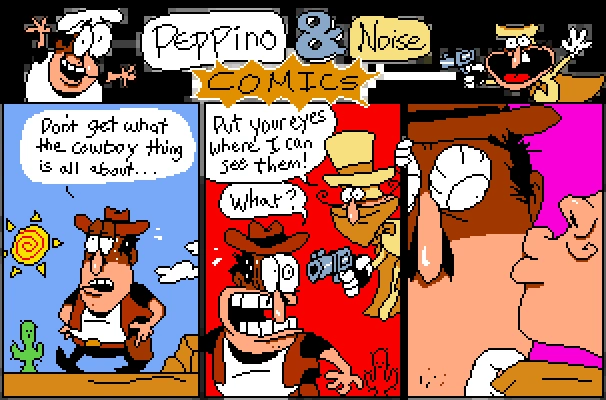 Peppino & Noise
COMICS
Don't get what
the cowboy thing
is all about...
Put your eyes
where I can
see them!
What?